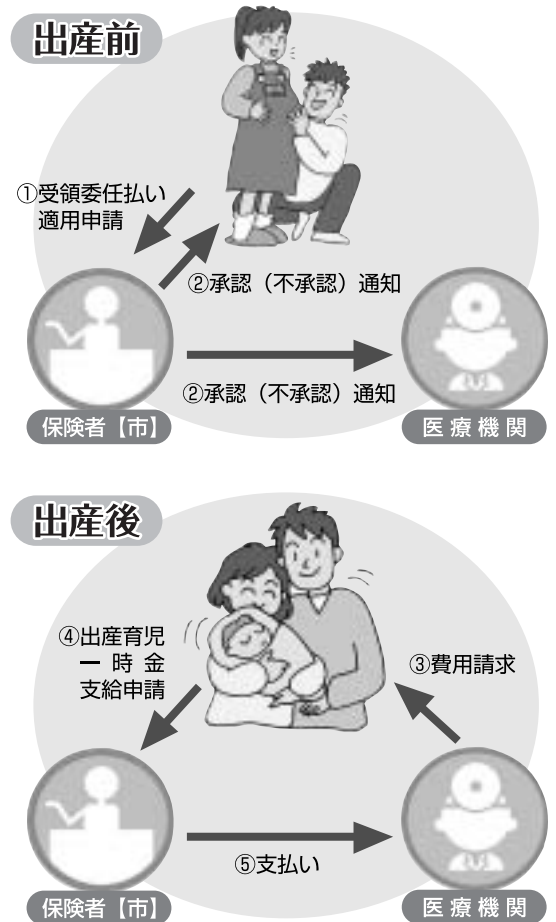 出産前
①受領委任払い
適用申請
②承認（不承認）通知
②承認（不承認）通知
保険者【市】
医療機関
出産後
④出産育児
一時金
支給申請
③費用請求
⑤支払い
保険者【市】
医療機関